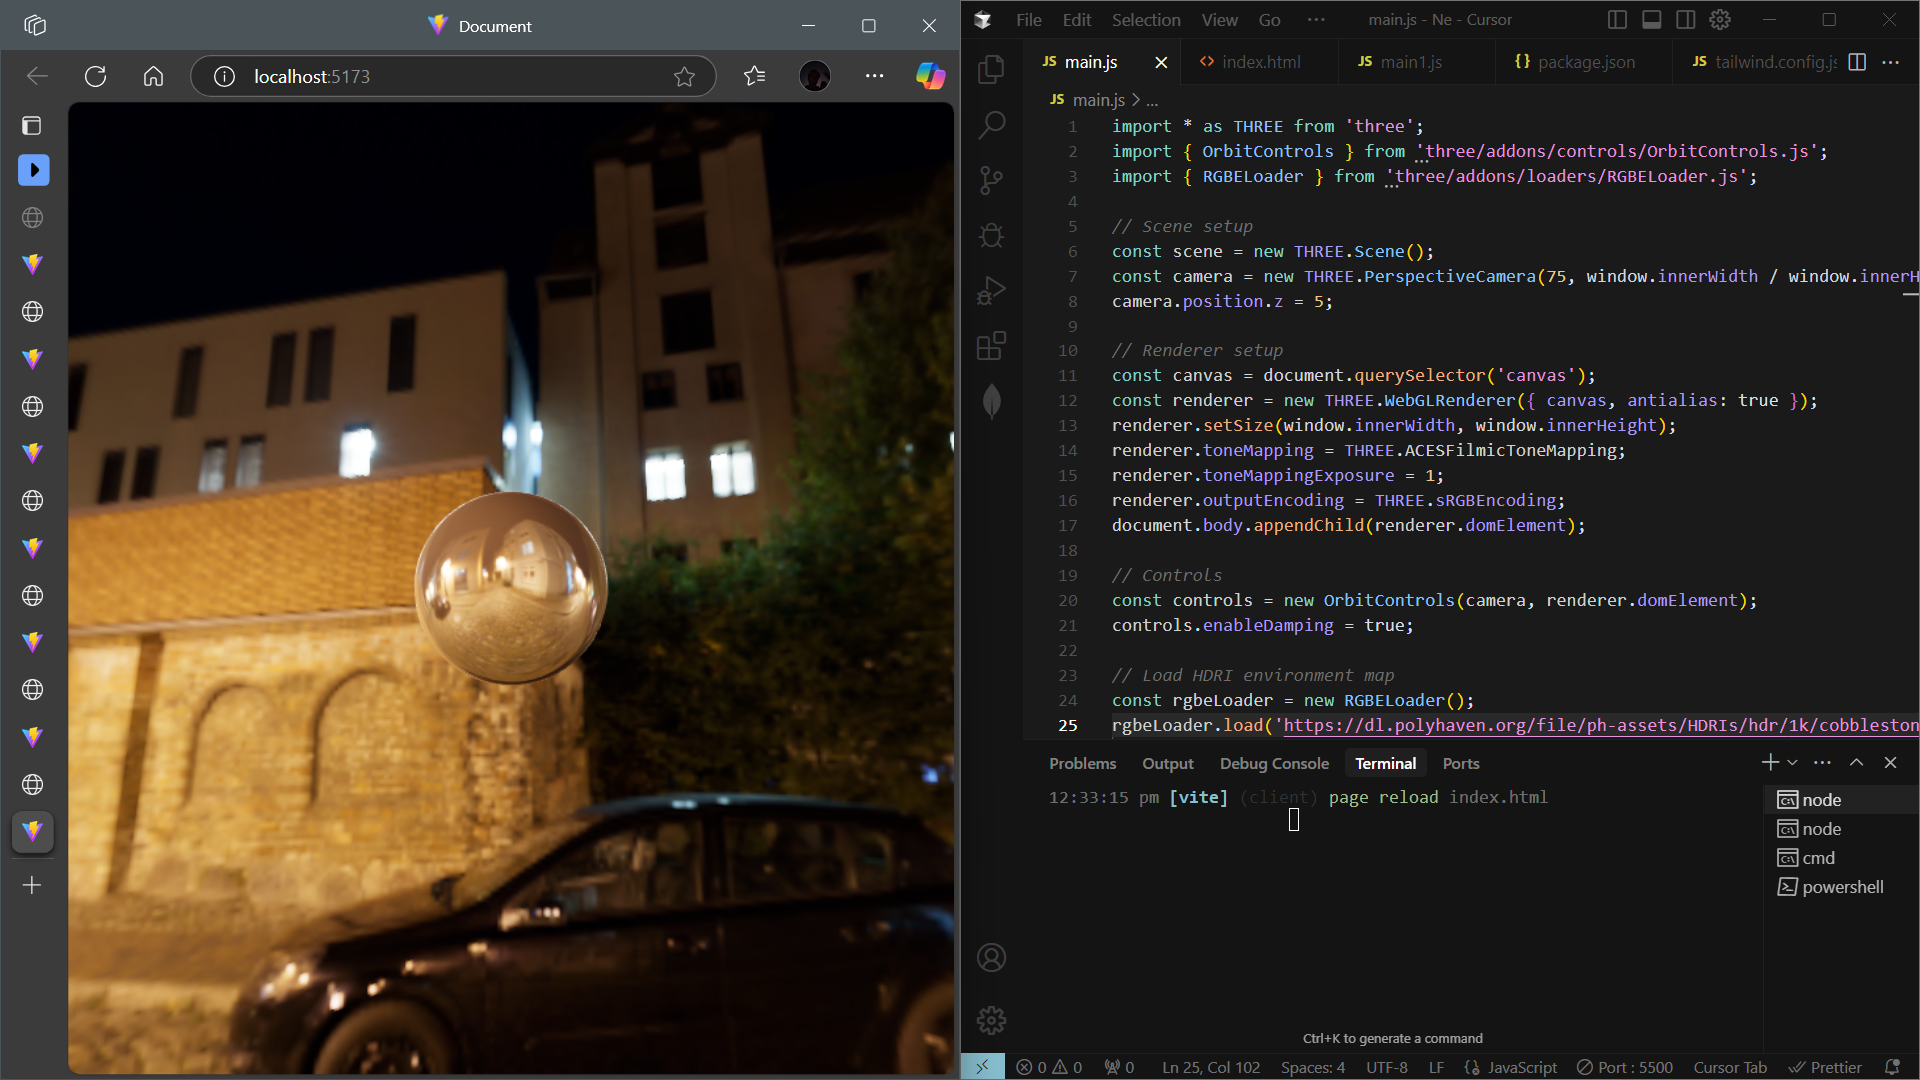 Document
localhost:5173
File Edit Selection View Go ···
main.js - Ne - Cursor
JS main.js
<> index.html
JS main1.js
{} package.json
JS tailwind.config.js
JS main.js > ...
1 import * as THREE from 'three';
2 import { OrbitControls } from 'three/addons/controls/OrbitControls.js';
3 import { RGBELoader } from 'three/addons/loaders/RGBELoader.js';
4
5 // Scene setup
6 const scene = new THREE.Scene();
7 const camera = new THREE.PerspectiveCamera(75, window.innerWidth / window.innerH
8 camera.position.z = 5;
9
10 // Renderer setup
11 const canvas = document.querySelector('canvas');
12 const renderer = new THREE.WebGLRenderer({ canvas, antialias: true });
13 renderer.setSize(window.innerWidth, window.innerHeight);
14 renderer.toneMapping = THREE.ACESFilmicToneMapping;
15 renderer.toneMappingExposure = 1;
16 renderer.outputEncoding = THREE.sRGBEncoding;
17 document.body.appendChild(renderer.domElement);
18
19 // Controls
20 const controls = new OrbitControls(camera, renderer.domElement);
21 controls.enableDamping = true;
22
23 // Load HDRI environment map
24 const rgbeLoader = new RGBELoader();
25 rgbeLoader.load('https://dl.polyhaven.org/file/ph-assets/HDRIs/hdr/1k/cobbleston
Problems Output Debug Console Terminal Ports
12:33:15 pm [vite] (client) page reload index.html
node
node
cmd
powershell
Ctrl+K to generate a command
0 0 0 Ln 25, Col 102 Spaces: 4 UTF-8 LF {} JavaScript Port : 5500 Cursor Tab Prettier